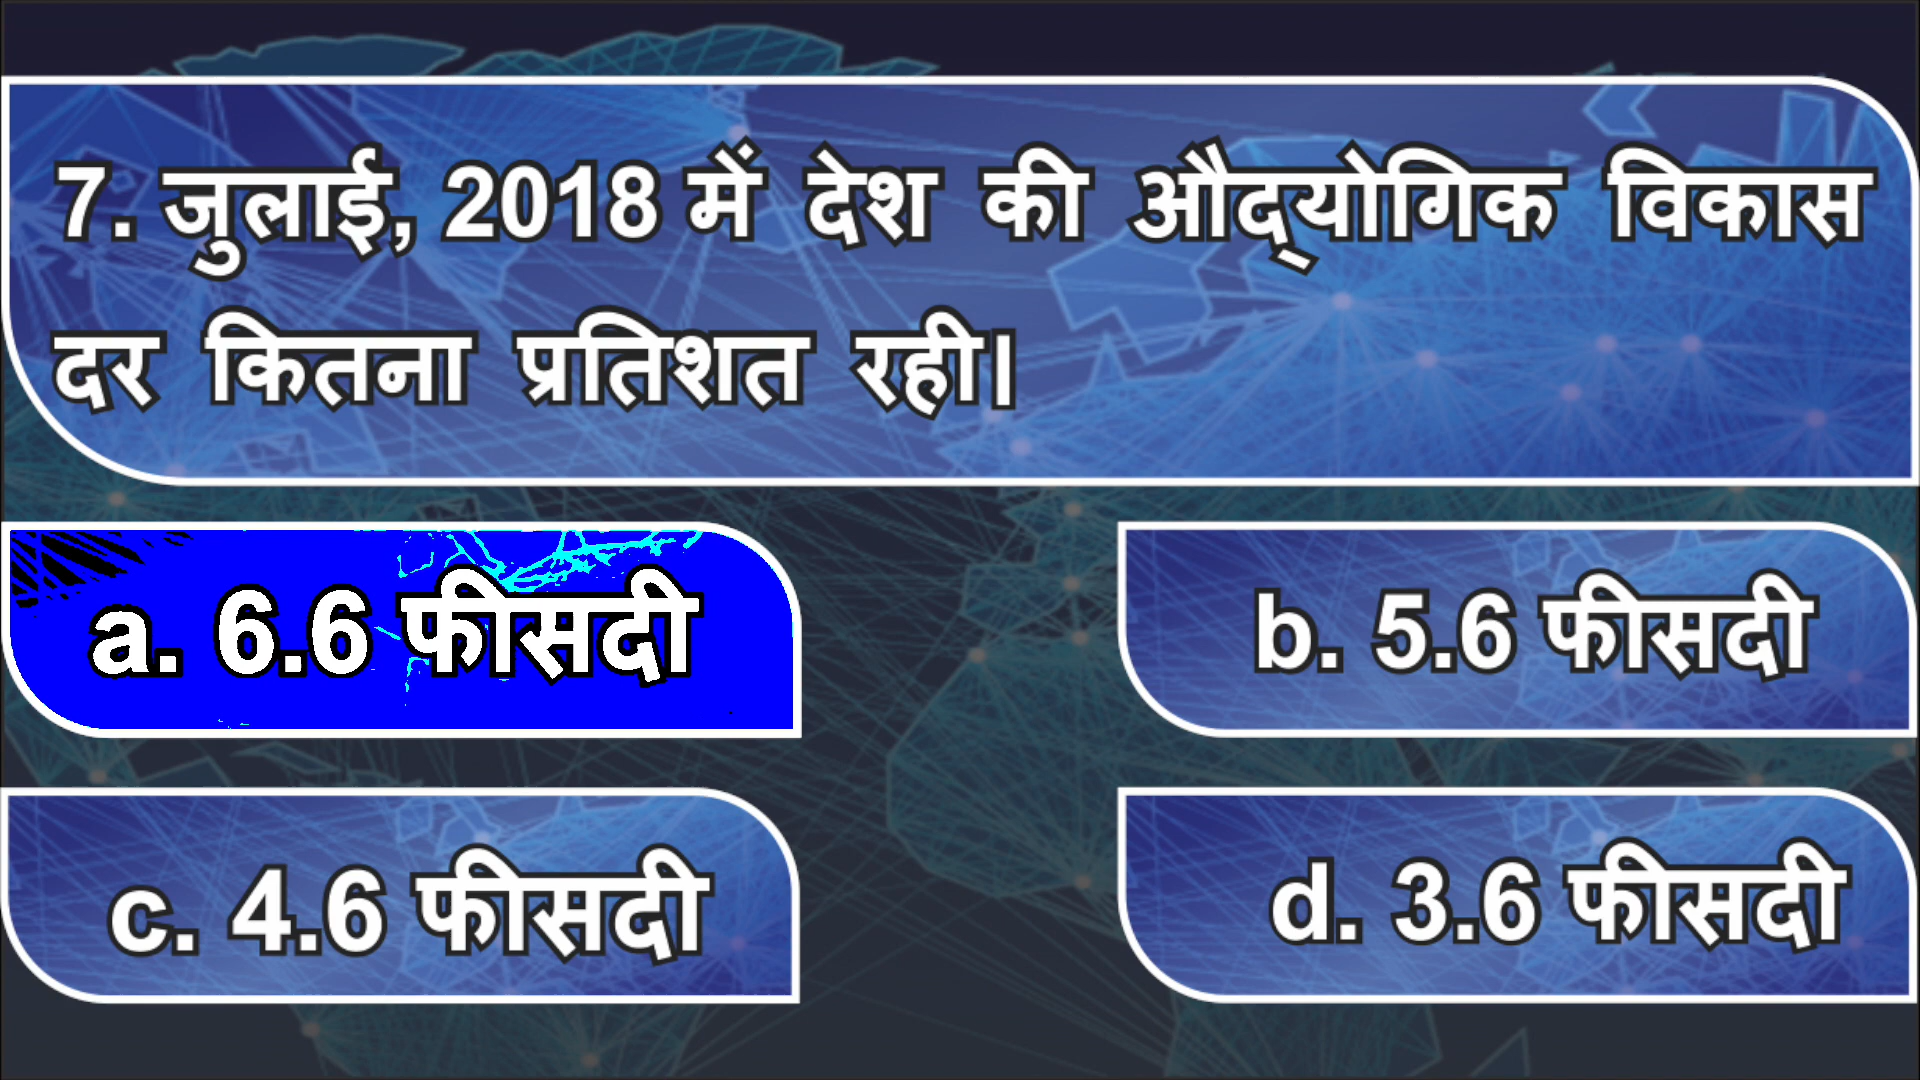 7. जुलाई, 2018 में देश की औद्‌योगिक विकास
दर कितना प्रतिशत रही।
a. 6.6 फीसदी
b. 5.6 फीसदी
c. 4.6 फीसदी
d. 3.6 फीसदी